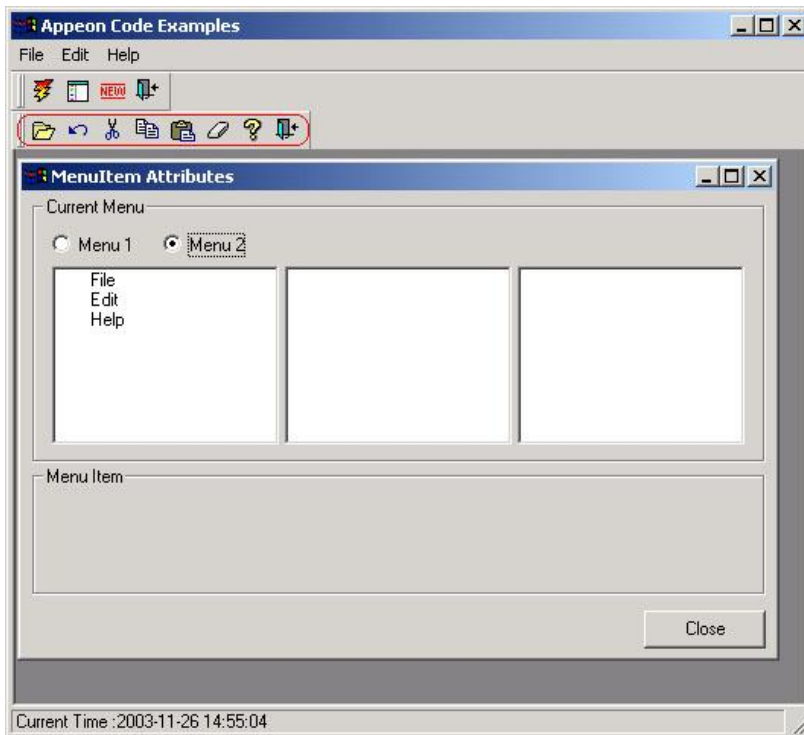 Appeon Code Examples
File Edit Help
NEW
MenuItem Attributes
Current Menu
Menu 1 Menu 2
File
Edit
Help
Menu Item
Close
Current Time :2003-11-26 14:55:04